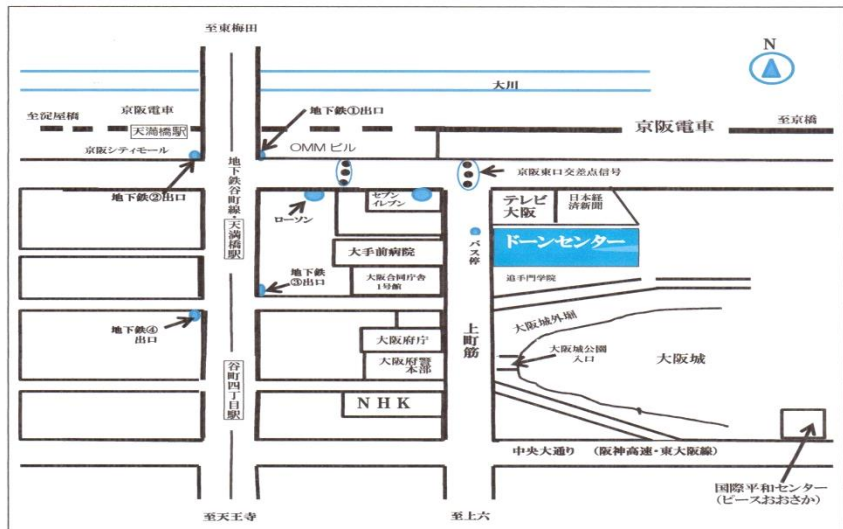 至東梅田
N
大川
至淀屋橋
京阪電車
地下鉄①出口
天満橋駅
京阪電車
至京橋
京阪シティモール
OMMビル
京阪東口交差点信号
地下鉄②出口
地下鉄谷町線・天満橋駅
ローソン
セブン
イレブン
テレビ
大阪
日本経
済新聞
バス停
ドーンセンター
大手前病院
地下鉄
③出口
大阪合同庁舎
1号館
追手門学院
地下鉄④
出口
上町筋
大阪城外堀
大阪府庁
大阪城公園
入口
大阪城
大阪府警
本部
谷町四丁目駅
NHK
中央大通り (阪神高速・東大阪線)
国際平和センター
(ピースおおさか)
至天王寺
至上六